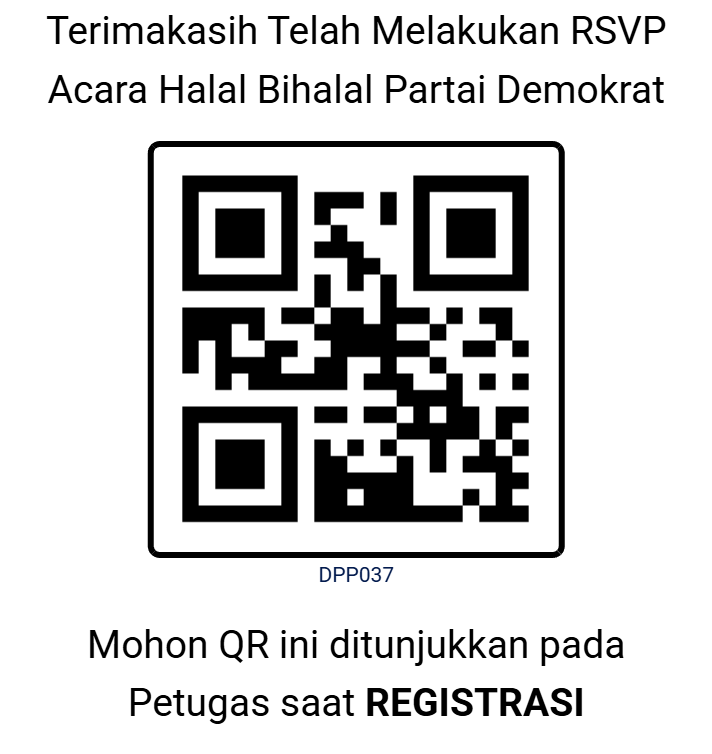 Terimakasih Telah Melakukan RSVP
Acara Halal Bihalal Partai Demokrat
DPP037
Mohon QR ini ditunjukkan pada
Petugas saat REGISTRASI